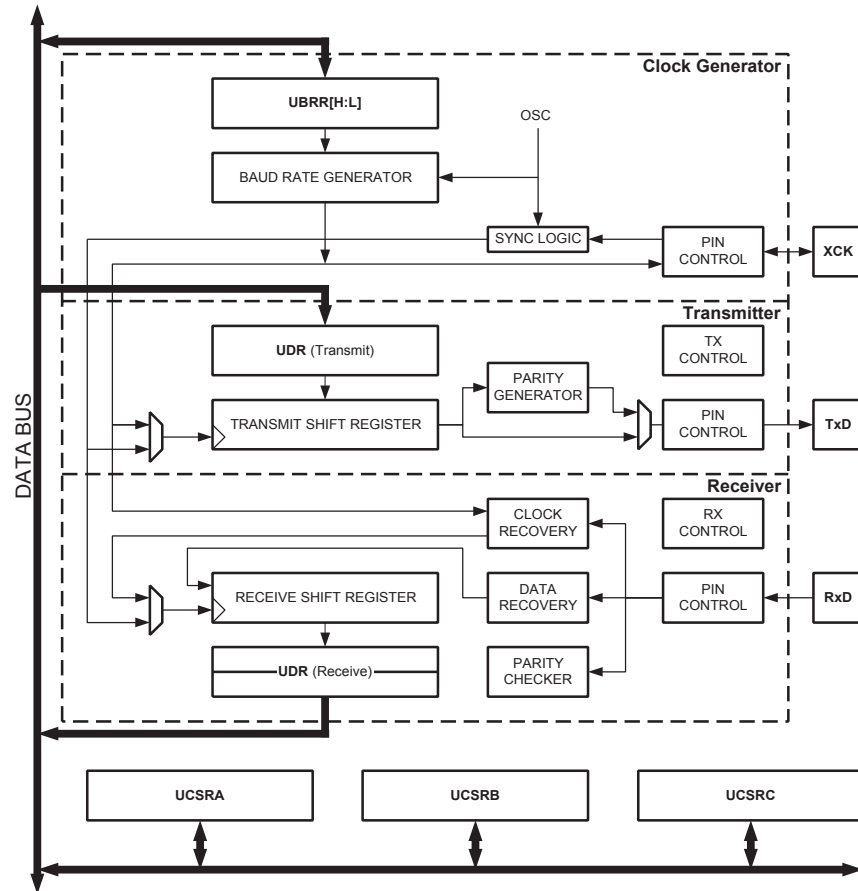 Clock Generator
UBRR[H:L]
OSC
BAUD RATE GENERATOR
SYNC LOGIC
PIN
CONTROL
XCK
Transmitter
UDR (Transmit)
TX
CONTROL
PARITY
GENERATOR
TRANSMIT SHIFT REGISTER
PIN
CONTROL
TxD
DATA BUS
Receiver
CLOCK
RECOVERY
RX
CONTROL
RECEIVE SHIFT REGISTER
DATA
RECOVERY
PIN
CONTROL
RxD
UDR (Receive)
PARITY
CHECKER
UCSRA
UCSRB
UCSRC